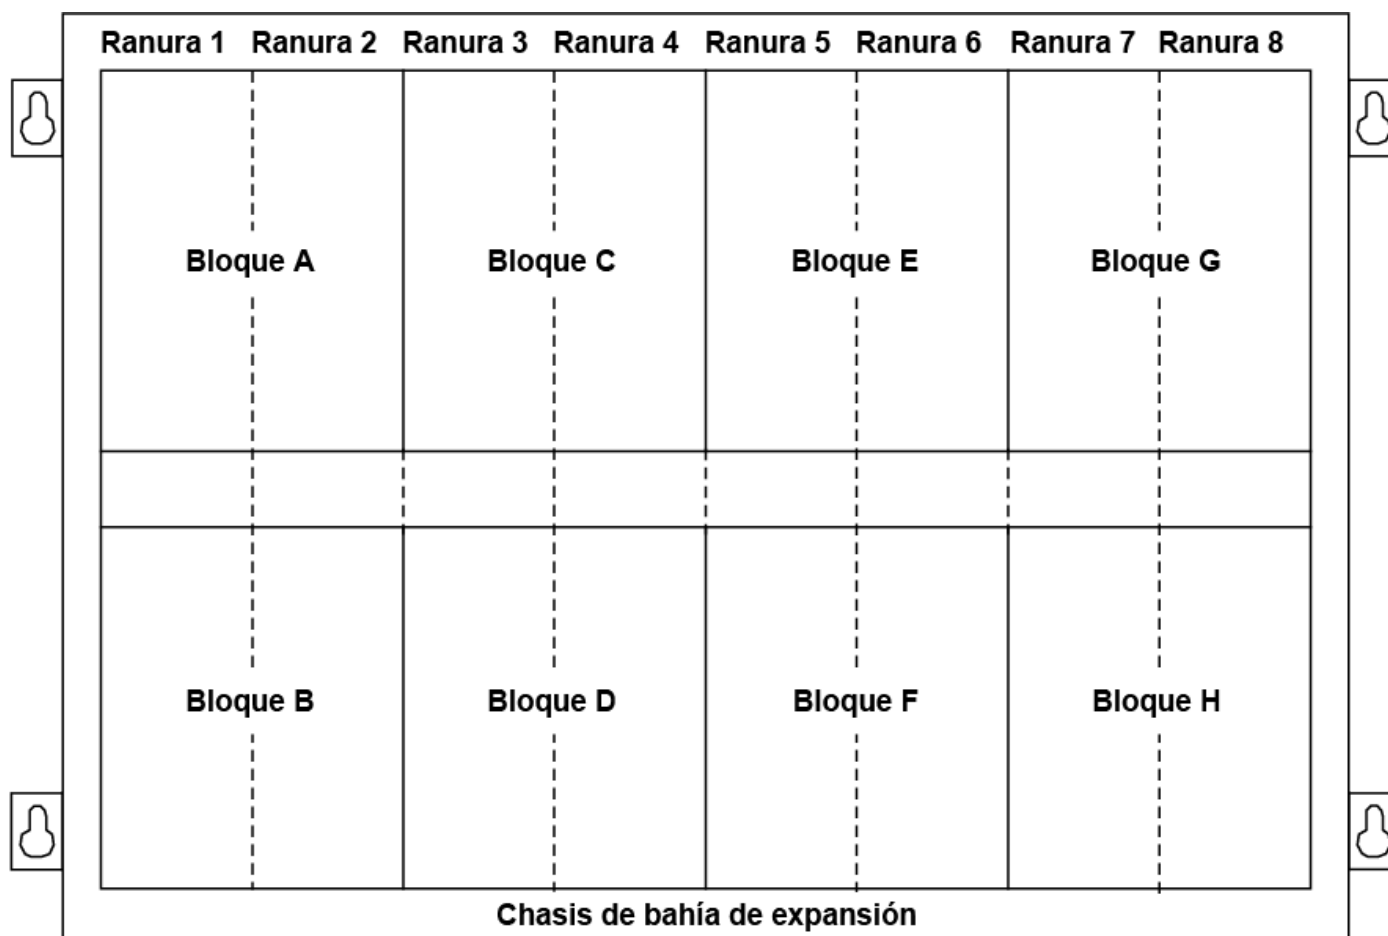 Ranura 1 Ranura 2 Ranura 3 Ranura 4 Ranura 5 Ranura 6 Ranura 7 Ranura 8
Bloque A Bloque C Bloque E Bloque G
Bloque B Bloque D Bloque F Bloque H
Chasis de bahía de expansión